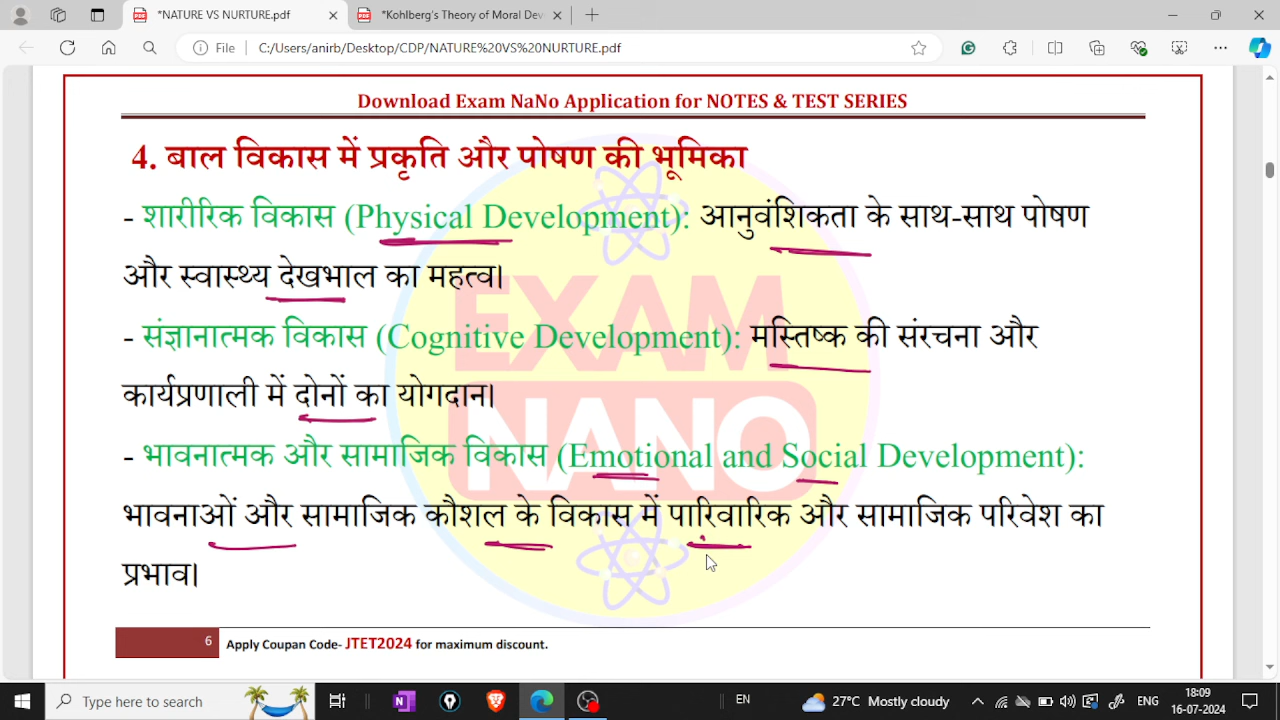 *NATURE VS NURTURE.pdf
*Kohlberg's Theory of Moral Dev
File C:/Users/anirb/Desktop/CDP/NATURE%20VS%20NURTURE.pdf
Download Exam NaNo Application for NOTES & TEST SERIES
4. बाल विकास में प्रकृति और पोषण की भूमिका
- शारीरिक विकास (Physical Development): आनुवंशिकता के साथ-साथ पोषण
और स्वास्थ्य देखभाल का महत्व।
- संज्ञानात्मक विकास (Cognitive Development): मस्तिष्क की संरचना और
कार्यप्रणाली में दोनों का योगदान।
- भावनात्मक और सामाजिक विकास (Emotional and Social Development):
भावनाओं और सामाजिक कौशल के विकास में पारिवारिक और सामाजिक परिवेश का
प्रभाव।
EXAM
NANO
6 Apply Coupan Code- JTET2024 for maximum discount.
Type here to search
EN
27°C Mostly cloudy
ENG
18:09
16-07-2024